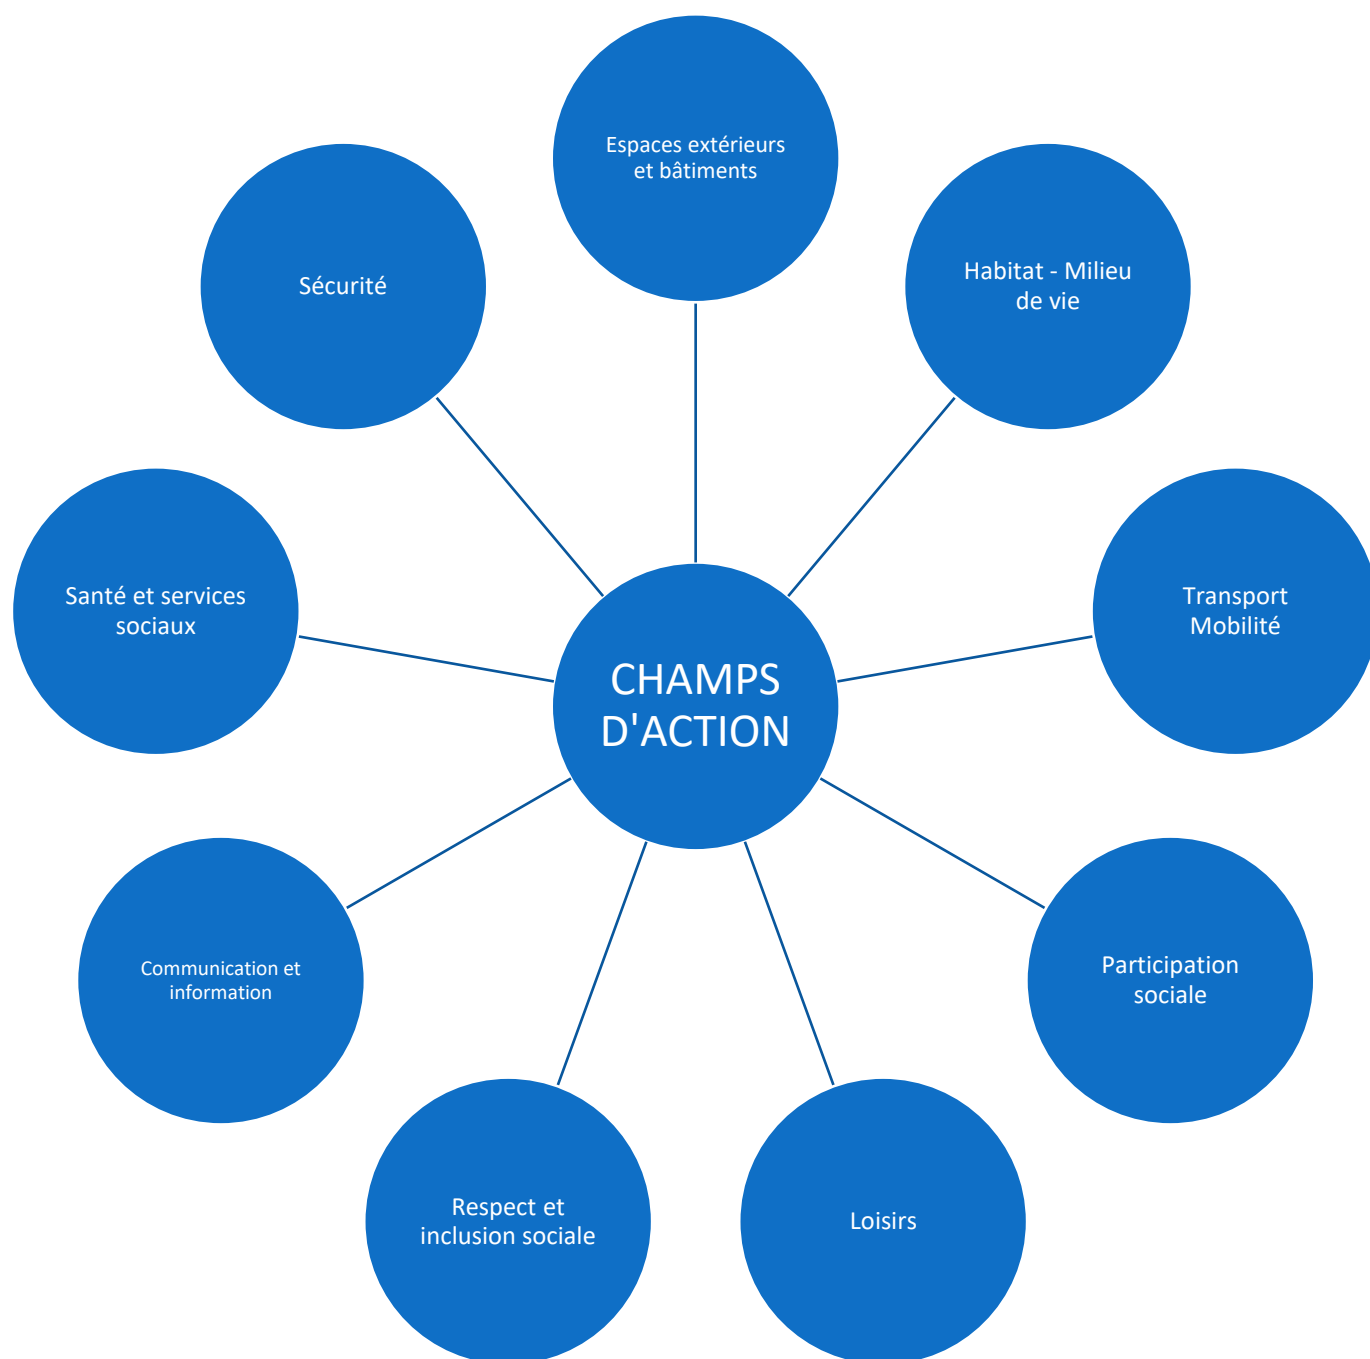 Espaces extérieurs
et bâtiments
Habitat - Milieu
de vie
Transport
Mobilité
Participation
sociale
Loisirs
Respect et
inclusion sociale
Communication et
information
Santé et services
sociaux
Sécurité
CHAMPS
D'ACTION